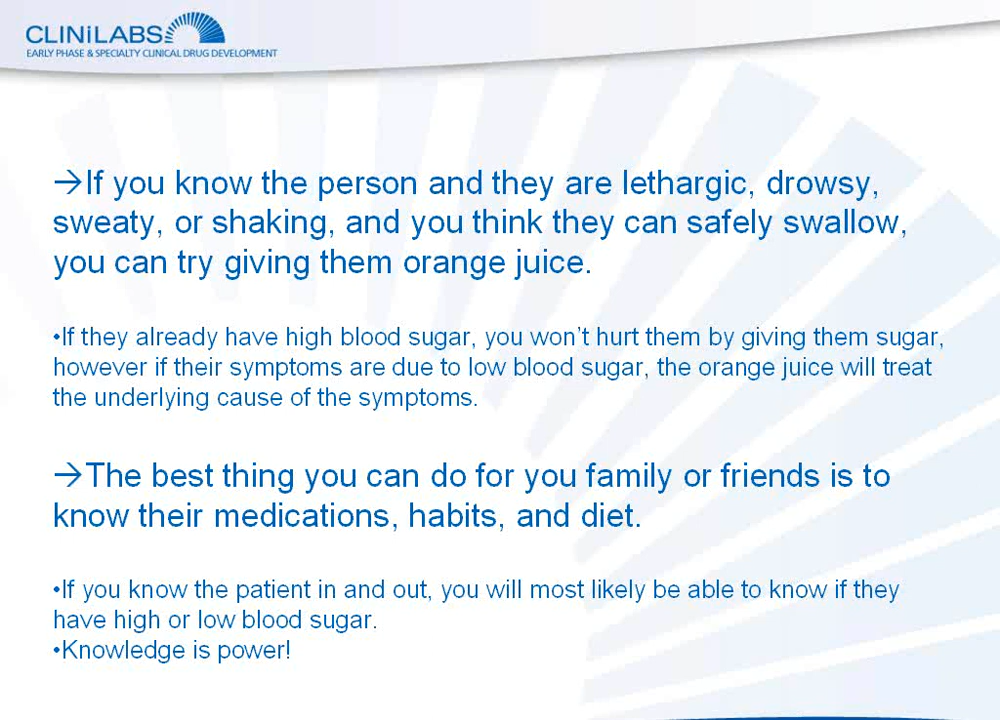 CLINiLABS
EARLY PHASE & SPECIALTY CLINICAL DRUG DEVELOPMENT
→If you know the person and they are lethargic, drowsy,
sweaty, or shaking, and you think they can safely swallow,
you can try giving them orange juice.
•If they already have high blood sugar, you won't hurt them by giving them sugar,
however if their symptoms are due to low blood sugar, the orange juice will treat
the underlying cause of the symptoms.
→The best thing you can do for you family or friends is to
know their medications, habits, and diet.
•If you know the patient in and out, you will most likely be able to know if they
have high or low blood sugar.
•Knowledge is power!